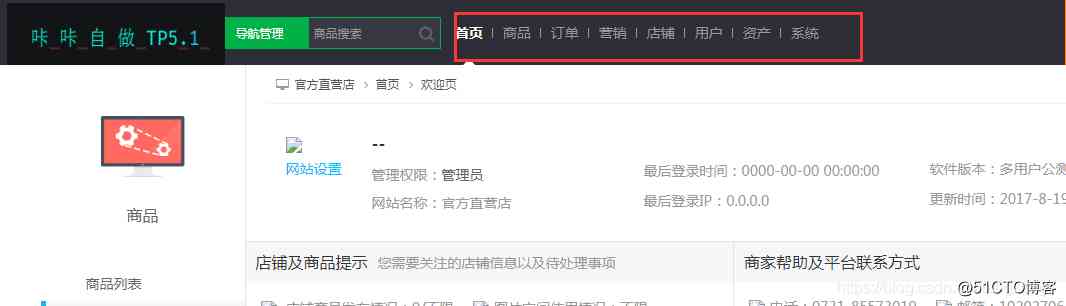 咔_咔_自_做_TP5.1_
导航管理 商品搜索 首页 | 商品 | 订单 | 营销 | 店铺 | 用户 | 资产 | 系统
官方直营店 > 首页 > 欢迎页
--
网站设置
管理权限：管理员
最后登录时间：0000-00-00 00:00:00
软件版本：多用户公测
网站名称：官方直营店
最后登录IP：0.0.0.0
更新时间：2017-8-19
商品
店铺及商品提示 您需要关注的店铺信息以及待处理事项
商家帮助及平台联系方式
商品列表
@51CTO博客